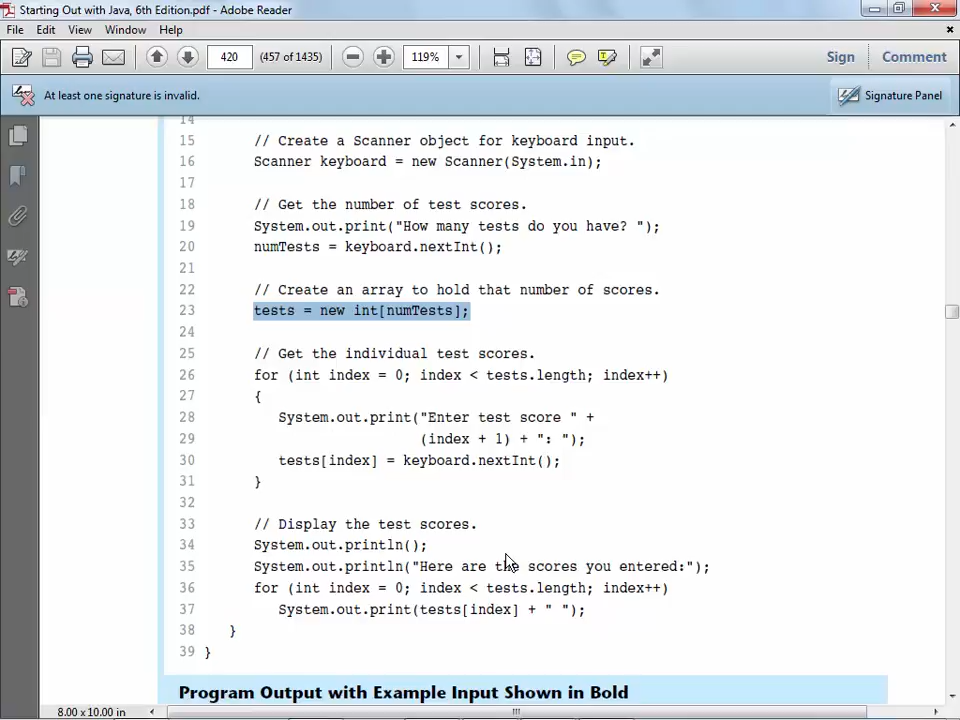 Starting Out with Java, 6th Edition.pdf - Adobe Reader
File Edit View Window Help
420 (457 of 1435) 119% Sign Comment
At least one signature is invalid. Signature Panel
14
15 // Create a Scanner object for keyboard input.
16 Scanner keyboard = new Scanner(System.in);
17
18 // Get the number of test scores.
19 System.out.print("How many tests do you have? ");
20 numTests = keyboard.nextInt();
21
22 // Create an array to hold that number of scores.
23 tests = new int[numTests];
24
25 // Get the individual test scores.
26 for (int index = 0; index < tests.length; index++)
27 {
28 System.out.print("Enter test score " +
29 (index + 1) + ": ");
30 tests[index] = keyboard.nextInt();
31 }
32
33 // Display the test scores.
34 System.out.println();
35 System.out.println("Here are the scores you entered:");
36 for (int index = 0; index < tests.length; index++)
37 System.out.print(tests[index] + " ");
38 }
39 }
Program Output with Example Input Shown in Bold
8.00 x 10.00 in